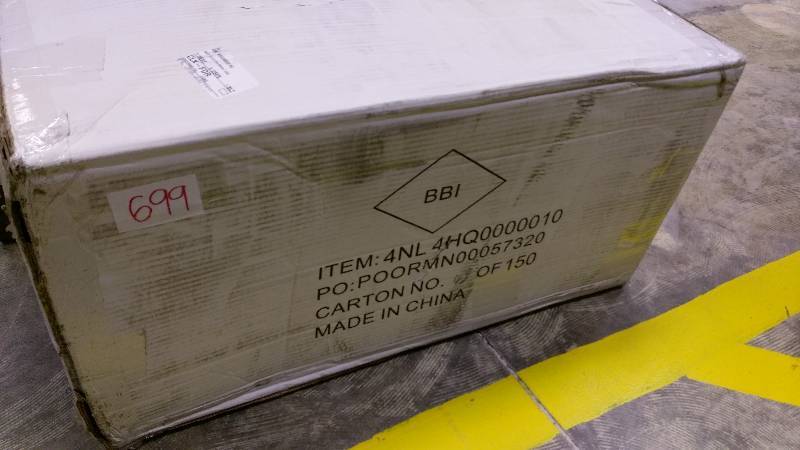 699
BBI
ITEM: 4NL 4HQ0000010
PO:POORMN00057320
CARTON NO. OF 150
MADE IN CHINA